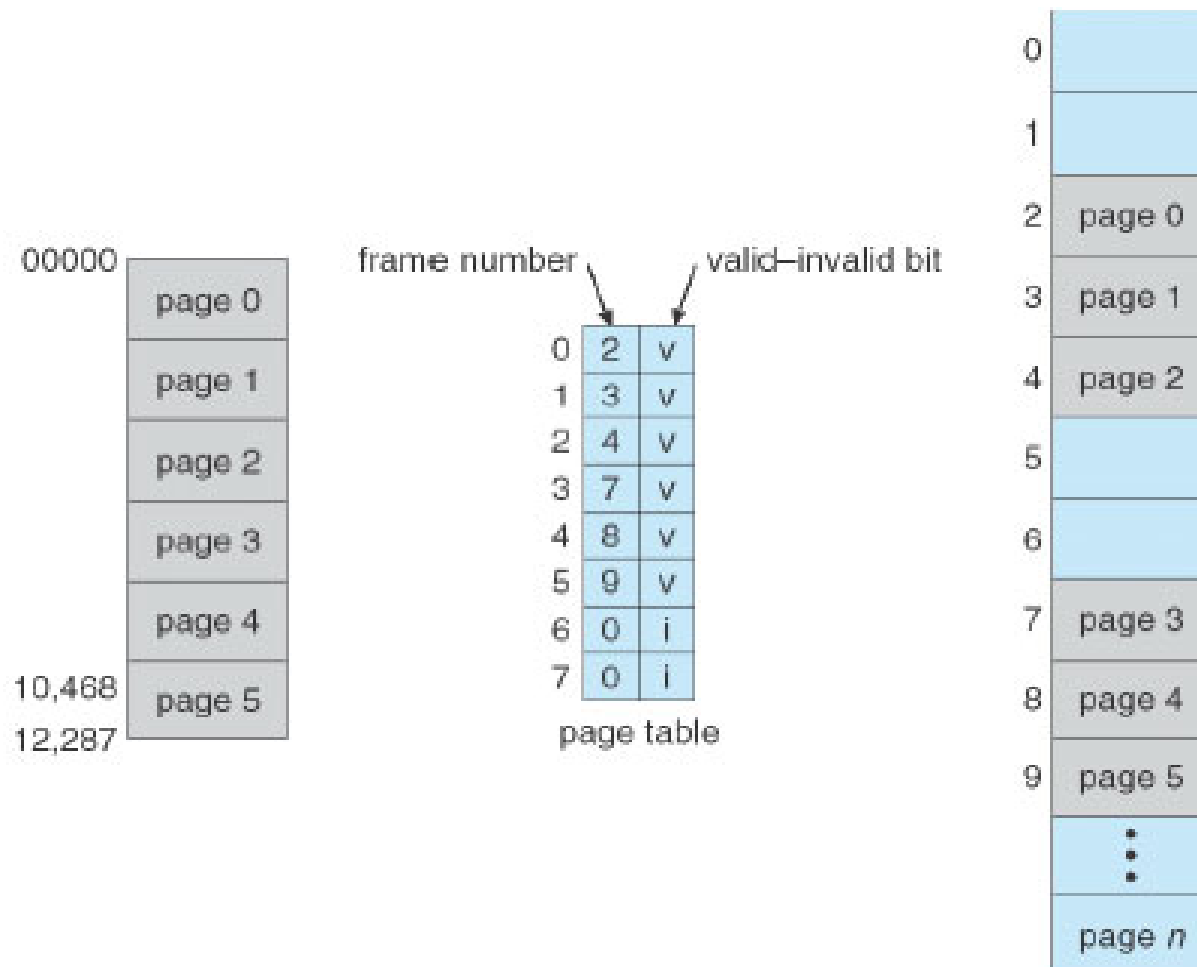 00000
page 0
page 1
page 2
page 3
page 4
10,468
page 5
12,287
frame number
valid–invalid bit
0 2 v
1 3 v
2 4 v
3 7 v
4 8 v
5 9 v
6 0 i
7 0 i
page table
0
1
2 page 0
3 page 1
4 page 2
5
6
7 page 3
8 page 4
9 page 5
page n